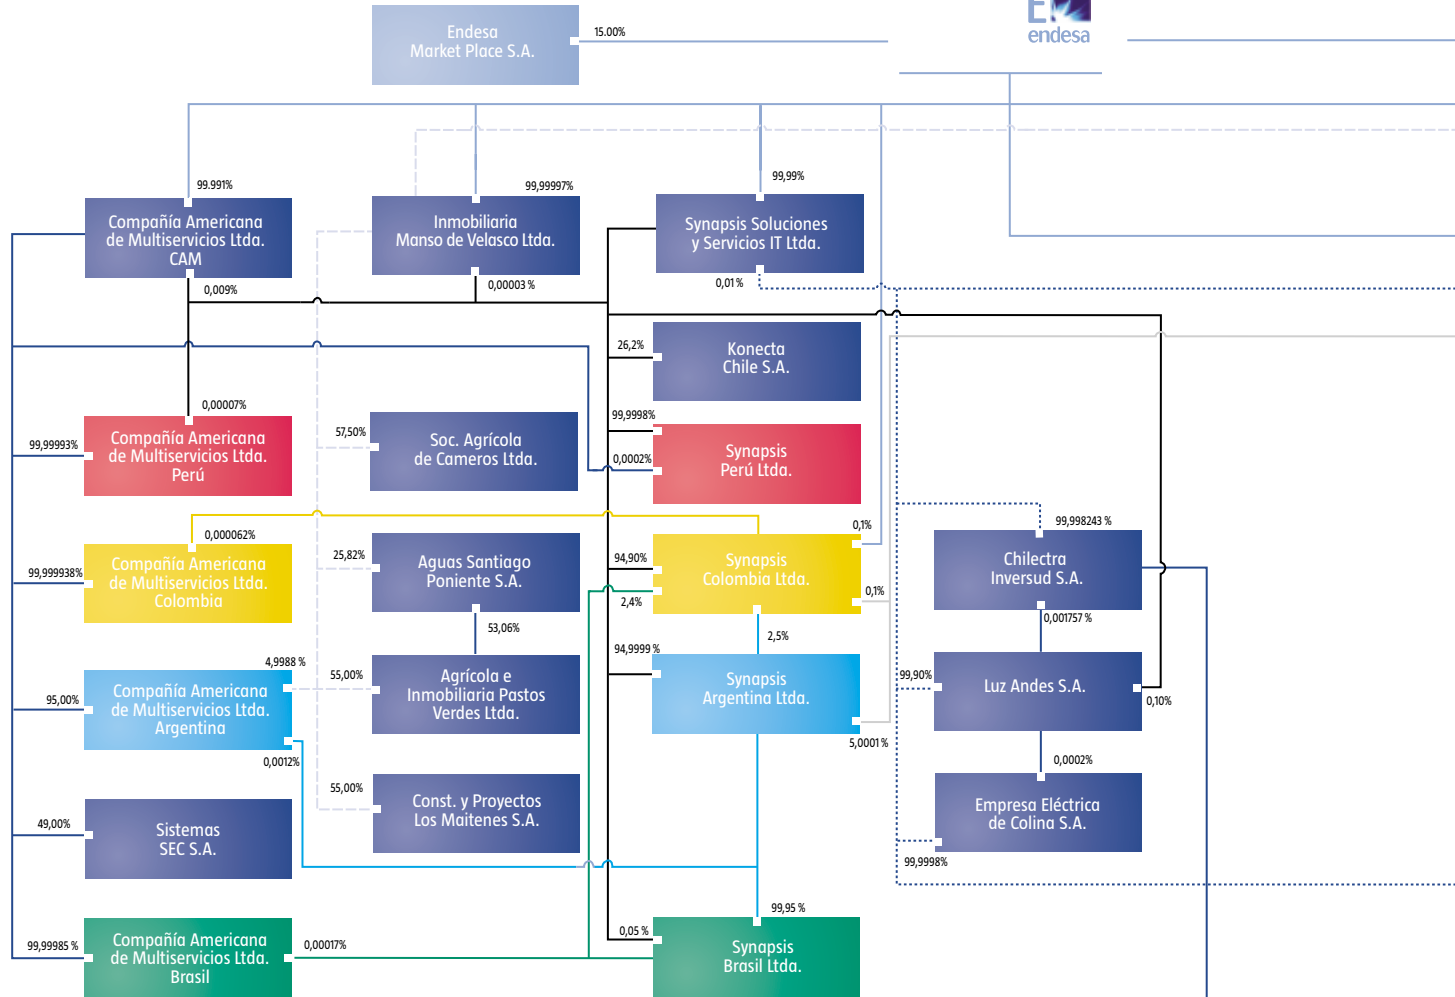 Endesa
Market Place S.A.
15.00%
E
endesa
99.991%
99,99997%
99,99%
Compañía Americana
de Multiservicios Ltda.
CAM
Inmobiliaria
Manso de Velasco Ltda.
Synapsis Soluciones
y Servicios IT Ltda.
0,009%
0,00003 %
0,01 %
26,2%
Konecta
Chile S.A.
0,00007%
99,99993%
Compañía Americana
de Multiservicios Ltda.
Perú
57,50%
Soc. Agrícola
de Cameros Ltda.
99,9998%
0,0002%
Synapsis
Perú Ltda.
0,000062%
99,999938%
Compañía Americana
de Multiservicios Ltda.
Colombia
25,82%
Aguas Santiago
Poniente S.A.
94,90%
2,4%
Synapsis
Colombia Ltda.
0,1%
0,1%
99,998243 %
Chilectra
Inversud S.A.
0,001757 %
53,06%
2,5%
4,9988 %
95,00%
Compañía Americana
de Multiservicios Ltda.
Argentina
0,0012%
55,00%
Agrícola e
Inmobiliaria Pastos
Verdes Ltda.
94,9999 %
Synapsis
Argentina Ltda.
5,0001 %
99,90%
Luz Andes S.A.
0,10%
0,0002%
49,00%
Sistemas
SEC S.A.
55,00%
Const. y Proyectos
Los Maitenes S.A.
Empresa Eléctrica
de Colina S.A.
99,9998%
99,99985 %
Compañía Americana
de Multiservicios Ltda.
Brasil
0,00017%
0,05 %
99,95 %
Synapsis
Brasil Ltda.